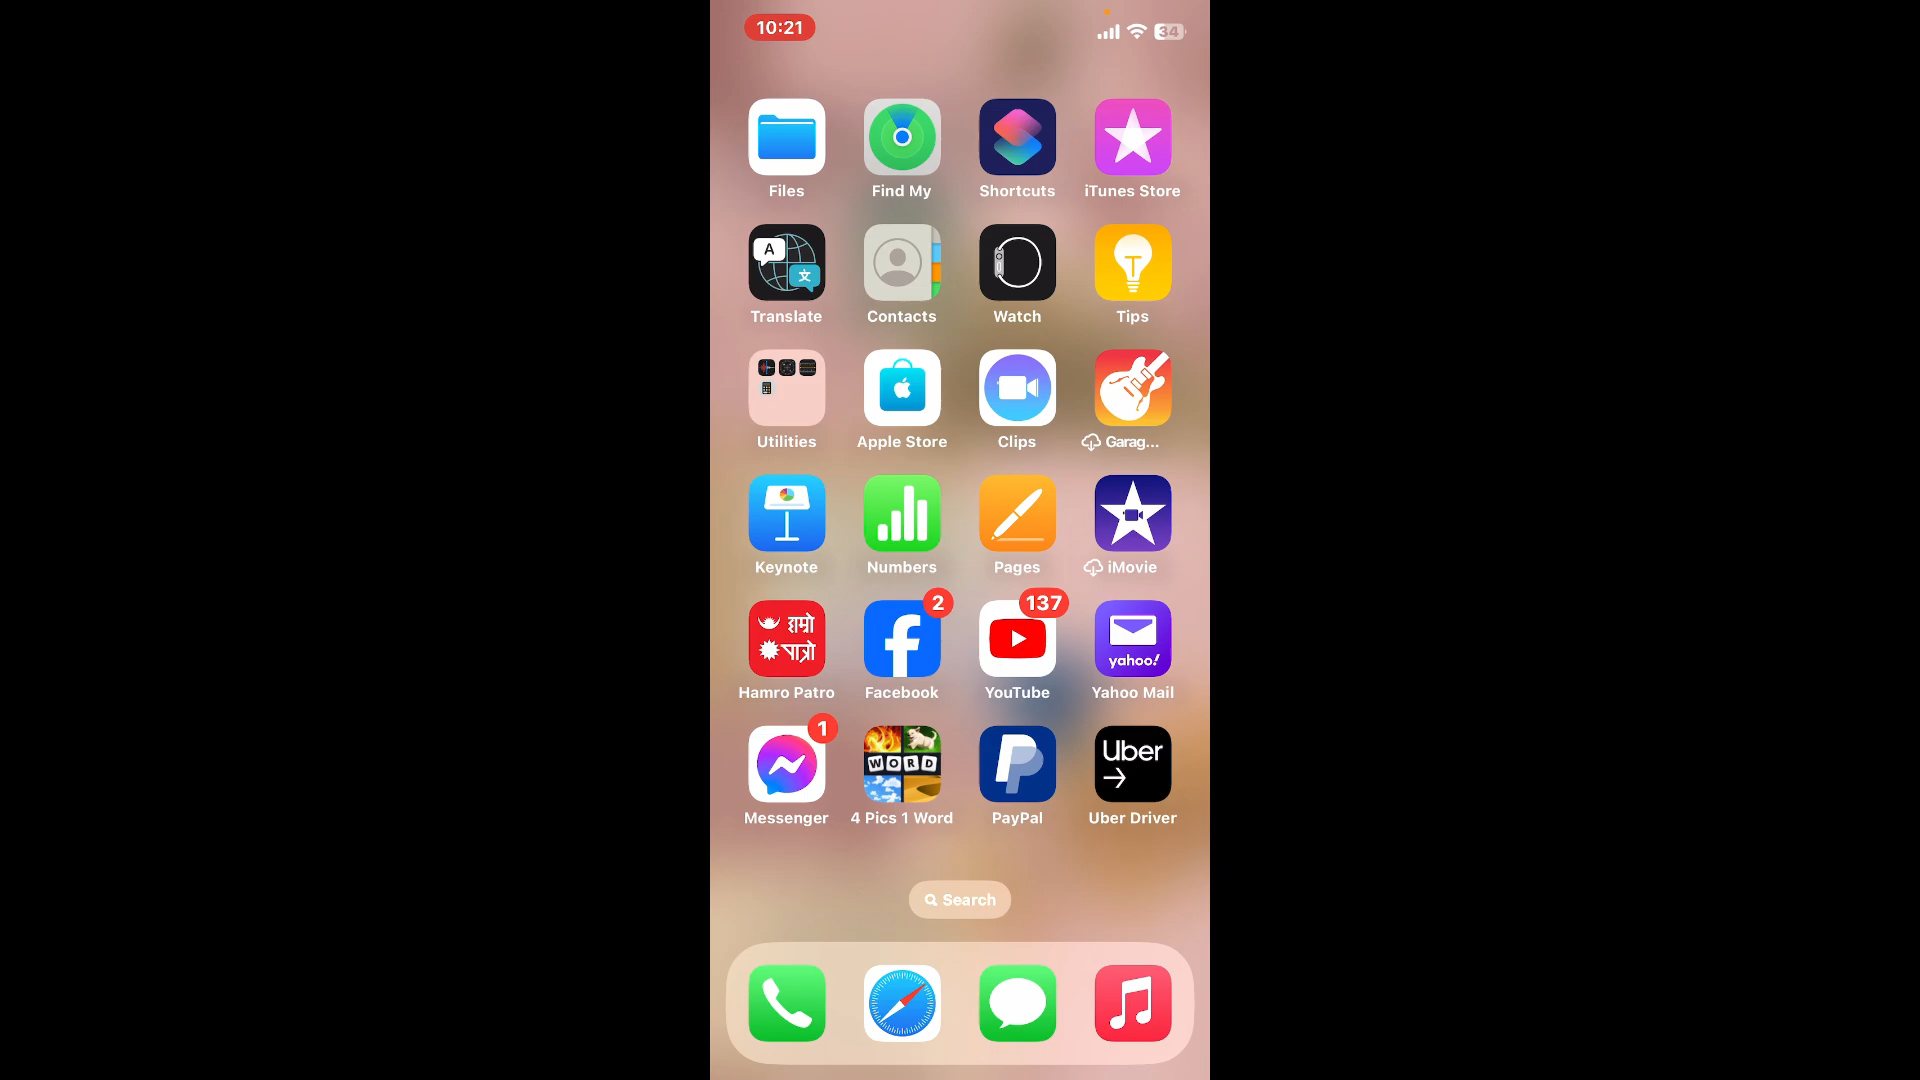 10:21
34
Files Find My Shortcuts iTunes Store
A
文
T
Translate Contacts Watch Tips
Utilities Apple Store Clips Garag...
Keynote Numbers Pages iMovie
2
137
हाम्रो
पात्रो
yahoo!
Hamro Patro Facebook YouTube Yahoo Mail
1
WORD
Uber
Messenger 4 Pics 1 Word PayPal Uber Driver
Search